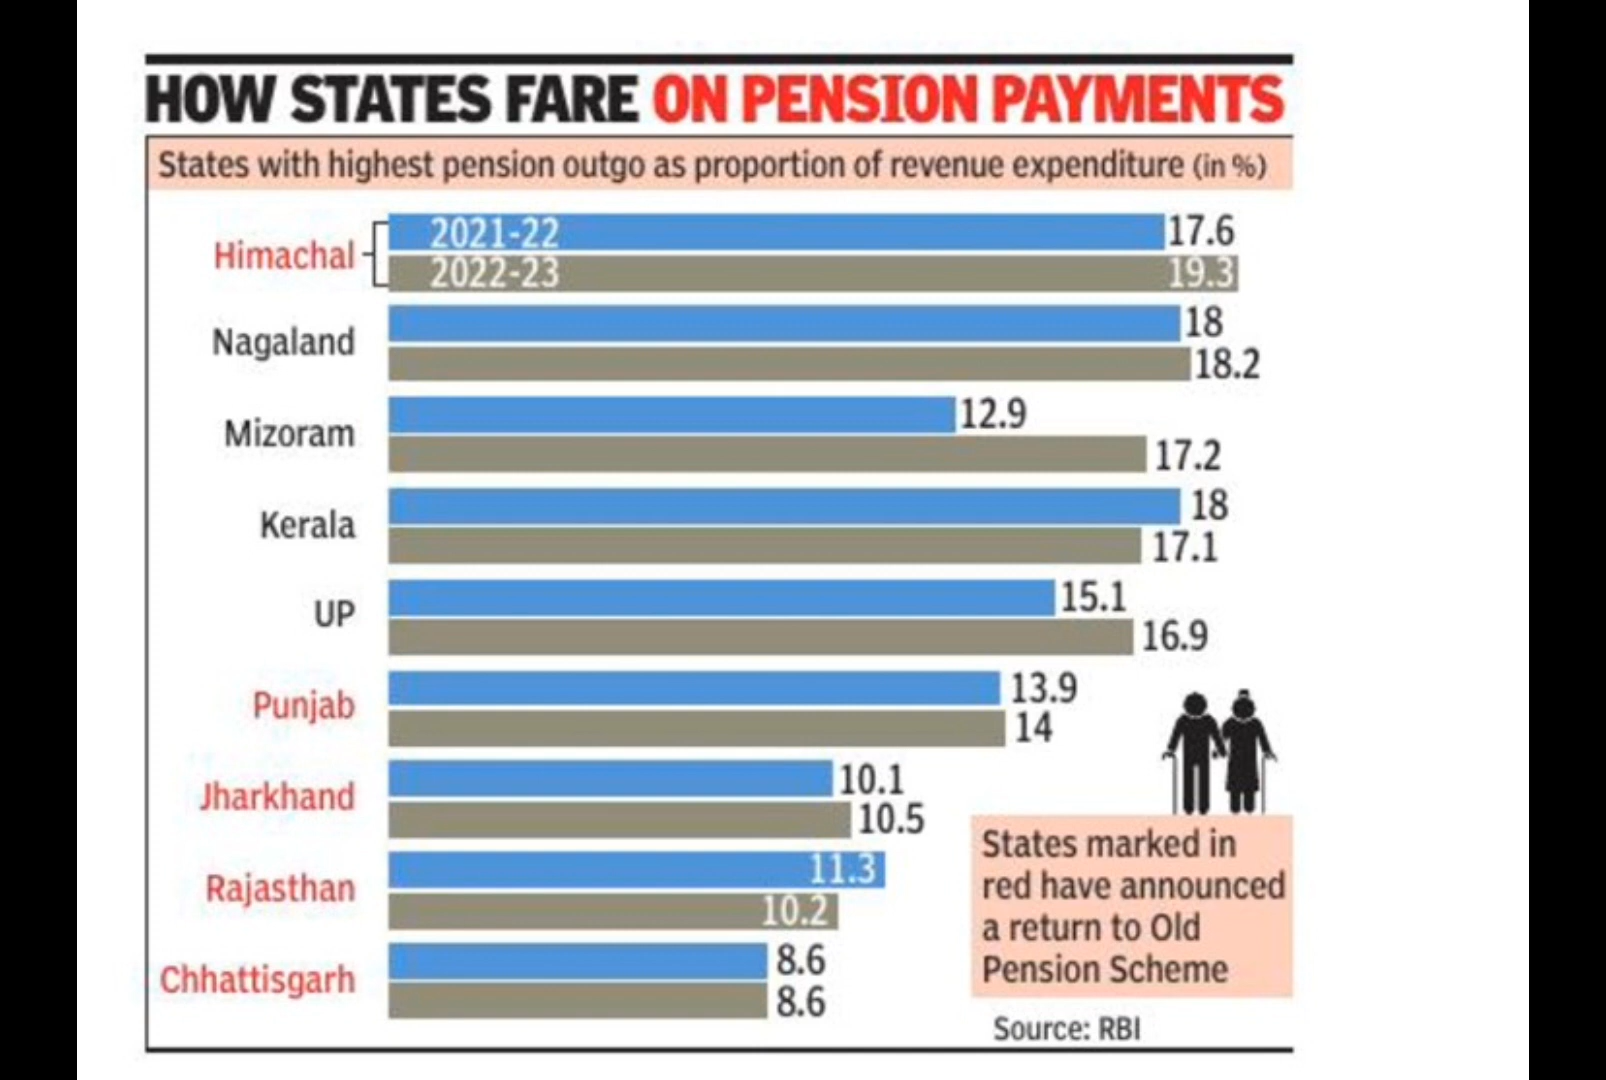 HOW STATES FARE ON PENSION PAYMENTS
States with highest pension outgo as proportion of revenue expenditure (in %)
Himachal
2021-22 17.6
2022-23 19.3
Nagaland
18
18.2
Mizoram
12.9
17.2
Kerala
18
17.1
UP
15.1
16.9
Punjab
13.9
14
Jharkhand
10.1
10.5
Rajasthan
11.3
10.2
Chhattisgarh
8.6
8.6
States marked in
red have announced
a return to Old
Pension Scheme
Source: RBI